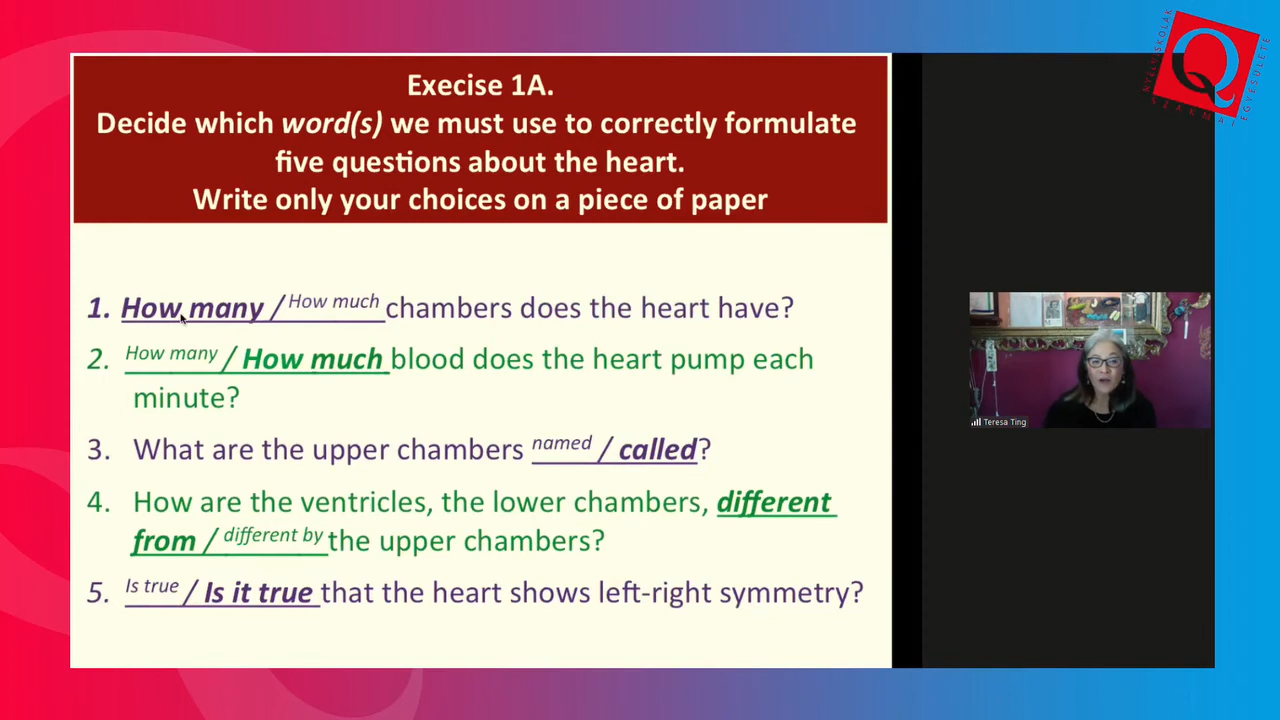 Execise 1A.
Decide which word(s) we must use to correctly formulate
five questions about the heart.
Write only your choices on a piece of paper
1. How many / How much chambers does the heart have?
2. How many / How much blood does the heart pump each
minute?
3. What are the upper chambers named / called?
4. How are the ventricles, the lower chambers, different
from / different by the upper chambers?
5. Is true / Is it true that the heart shows left-right symmetry?
Teresa Ting
Q
NYELVISKOLÁK
SZAKMAI
EGYESÜLETE